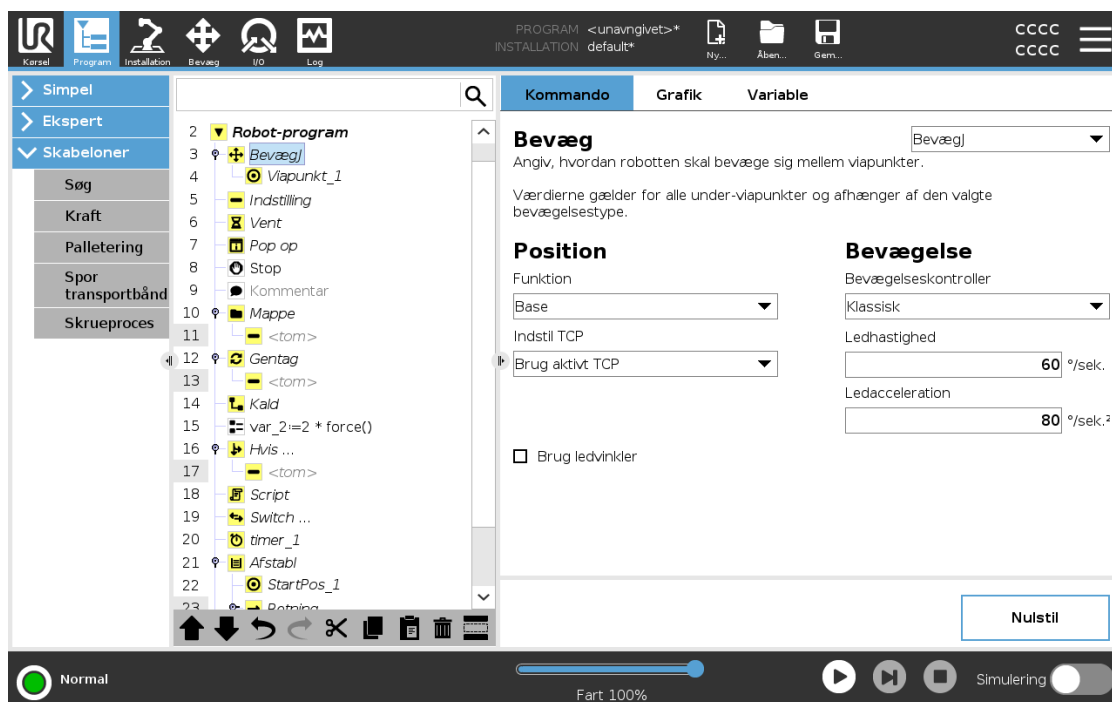 PROGRAM <unavngivet>*
INSTALLATION default*
CCCC
CCCC
UR
Kørsel
Program
Installation
Bevæg
I/O
Log
Ny...
Åben...
Gem...
Simpel
Ekspert
Skabeloner
Søg
Kraft
Palletering
Spor
transportbånd
Skrueproces
2 Robot-program
3 BevægJ
4 Viapunkt_1
5 Indstilling
6 Vent
7 Pop op
8 Stop
9 Kommentar
10 Mappe
11 <tom>
12 Gentag
13 <tom>
14 Kald
15 var_2:=2 * force()
16 Hvis ...
17 <tom>
18 Script
19 Switch ...
20 timer_1
21 Afstabl
22 StartPos_1
23 Retning
Kommando
Grafik
Variable
Bevæg
BevægJ
Angiv, hvordan robotten skal bevæge sig mellem viapunkter.
Værdierne gælder for alle under-viapunkter og afhænger af den valgte
bevægelsestype.
Position
Funktion
Base
Indstil TCP
Brug aktivt TCP
Brug ledvinkler
Bevægelse
Bevægelseskontroller
Klassisk
Ledhastighed
60 °/sek.
Ledacceleration
80 °/sek.²
Nulstil
Normal
Fart 100%
Simulering